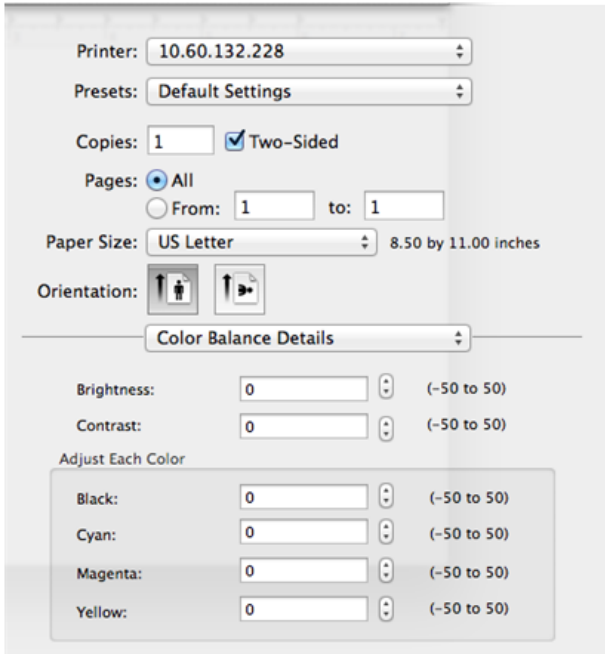 Printer: 10.60.132.228
Presets: Default Settings
Copies: 1 Two-Sided
Pages: All
From: 1 to: 1
Paper Size: US Letter 8.50 by 11.00 inches
Orientation:
Color Balance Details
Brightness: 0 (-50 to 50)
Contrast: 0 (-50 to 50)
Adjust Each Color
Black: 0 (-50 to 50)
Cyan: 0 (-50 to 50)
Magenta: 0 (-50 to 50)
Yellow: 0 (-50 to 50)